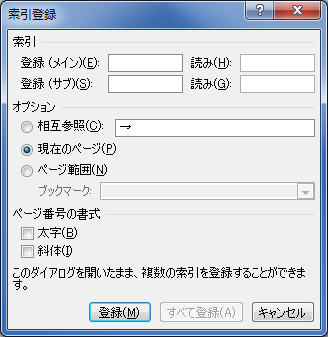 索引登録
索引
登録 (メイン)(E): 読み(H):
登録 (サブ)(S): 読み(G):
オプション
相互参照(C): →
現在のページ(P)
ページ範囲(N)
ブックマーク:
ページ番号の書式
太字(B)
斜体(I)
このダイアログを開いたまま、複数の索引を登録することができま
す。
登録(M) すべて登録(A) キャンセル